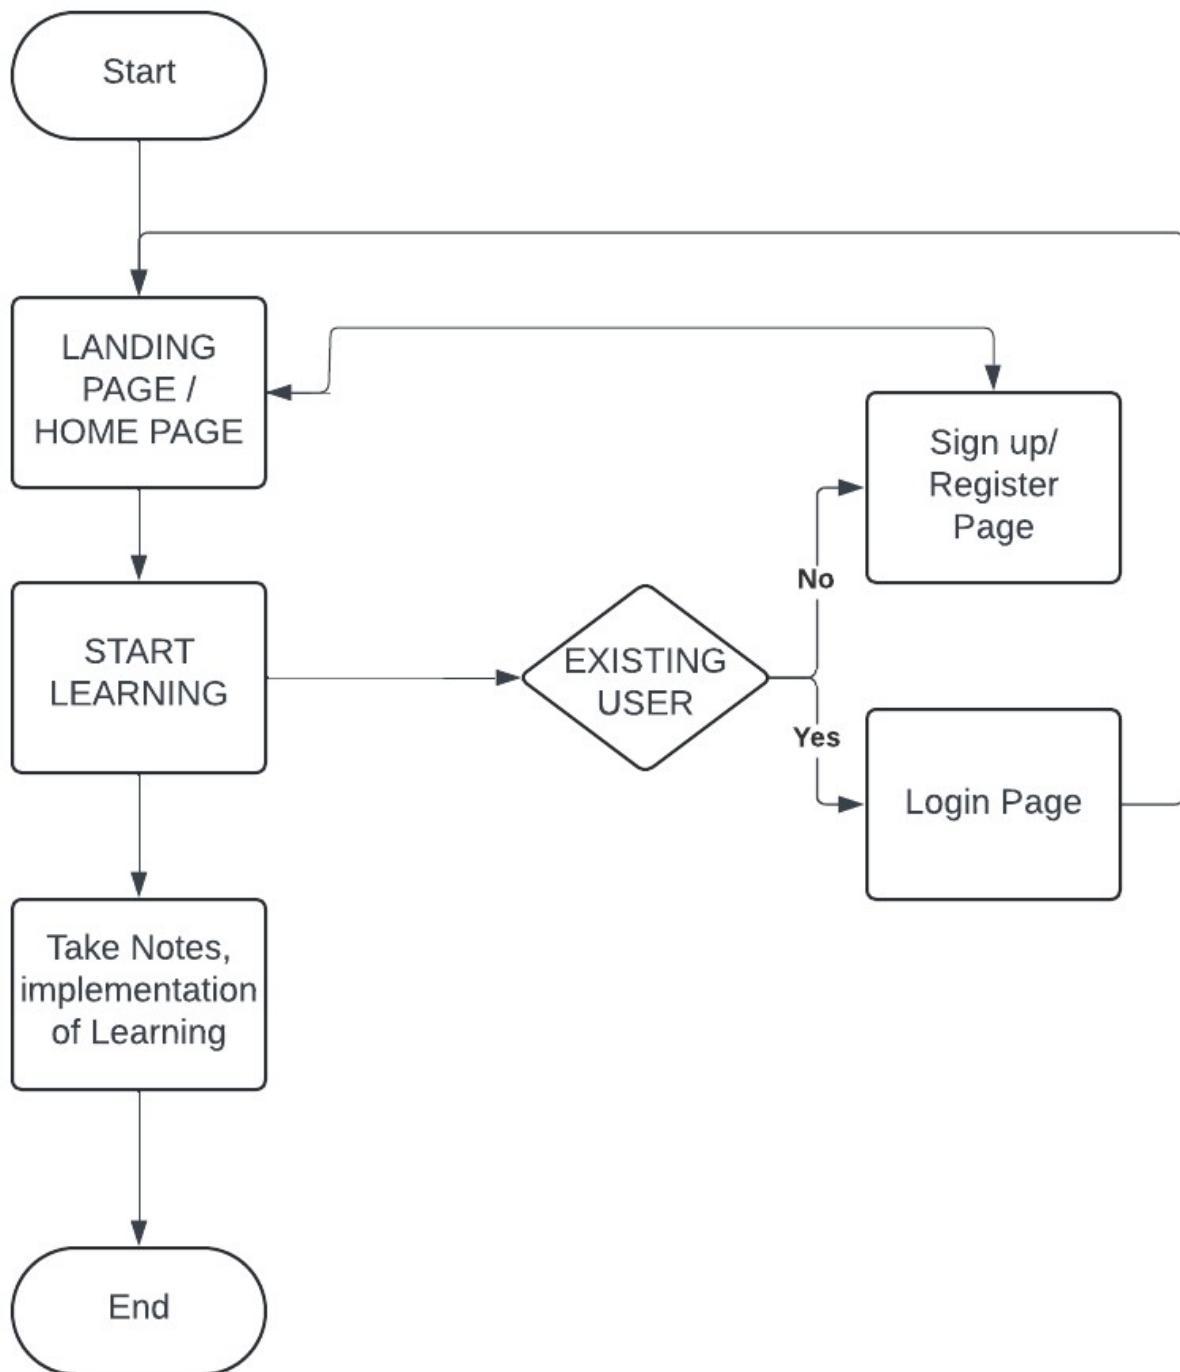 Start
LANDING
PAGE /
HOME PAGE
Sign up/
Register
Page
No
START
LEARNING
EXISTING
USER
Yes
Login Page
Take Notes,
implementation
of Learning
End